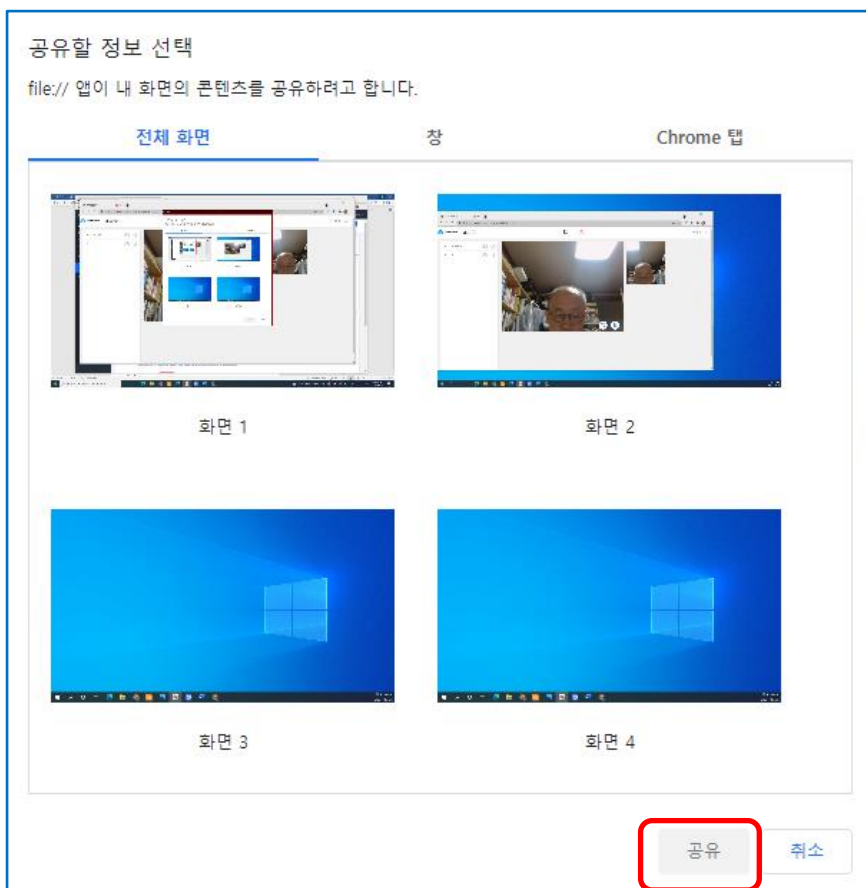 공유할 정보 선택
file:// 앱이 내 화면의 콘텐츠를 공유하려고 합니다.
전체 화면
창
Chrome 탭
화면 1
화면 2
화면 3
화면 4
공유
취소